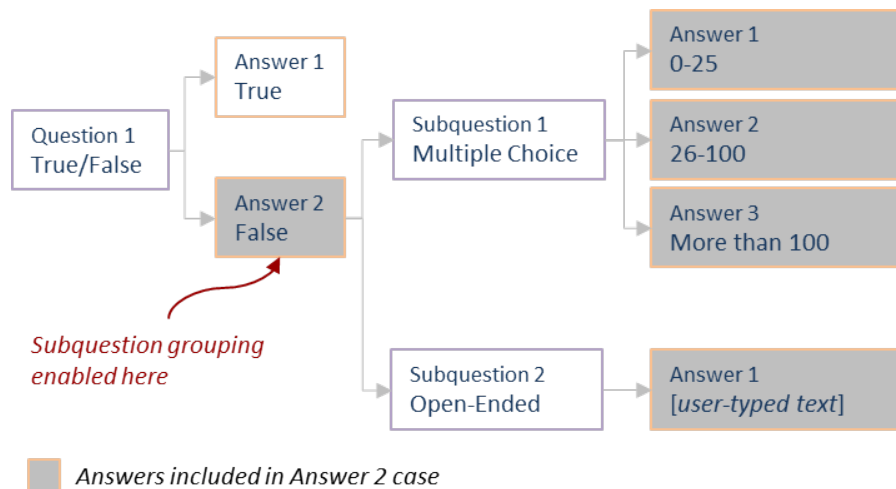 Question 1
True/False
Answer 1
True
Answer 2
False
Subquestion grouping
enabled here
Subquestion 1
Multiple Choice
Answer 1
0-25
Answer 2
26-100
Answer 3
More than 100
Subquestion 2
Open-Ended
Answer 1
[user-typed text]
Answers included in Answer 2 case